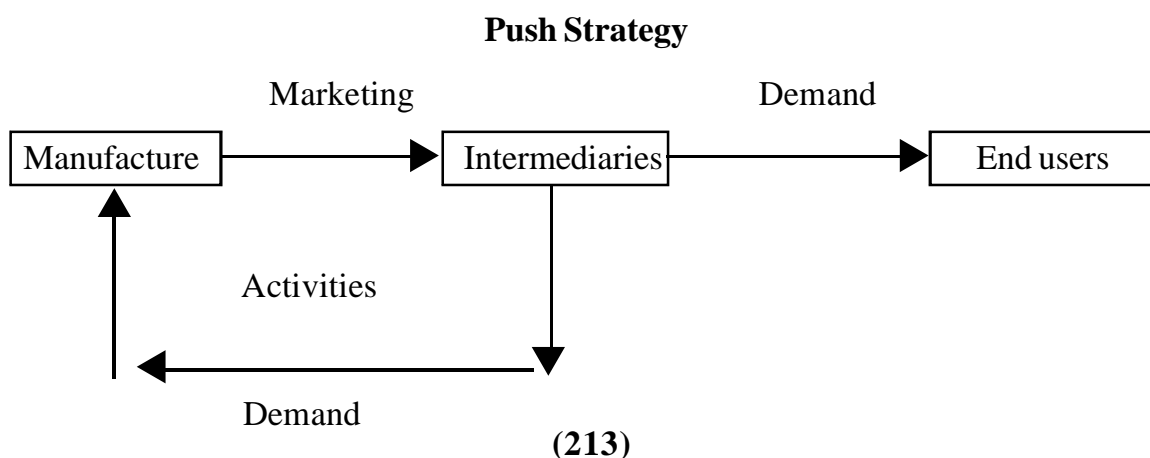 Push Strategy
Marketing Demand
Manufacture Intermediaries End users
Activities
Demand
(213)